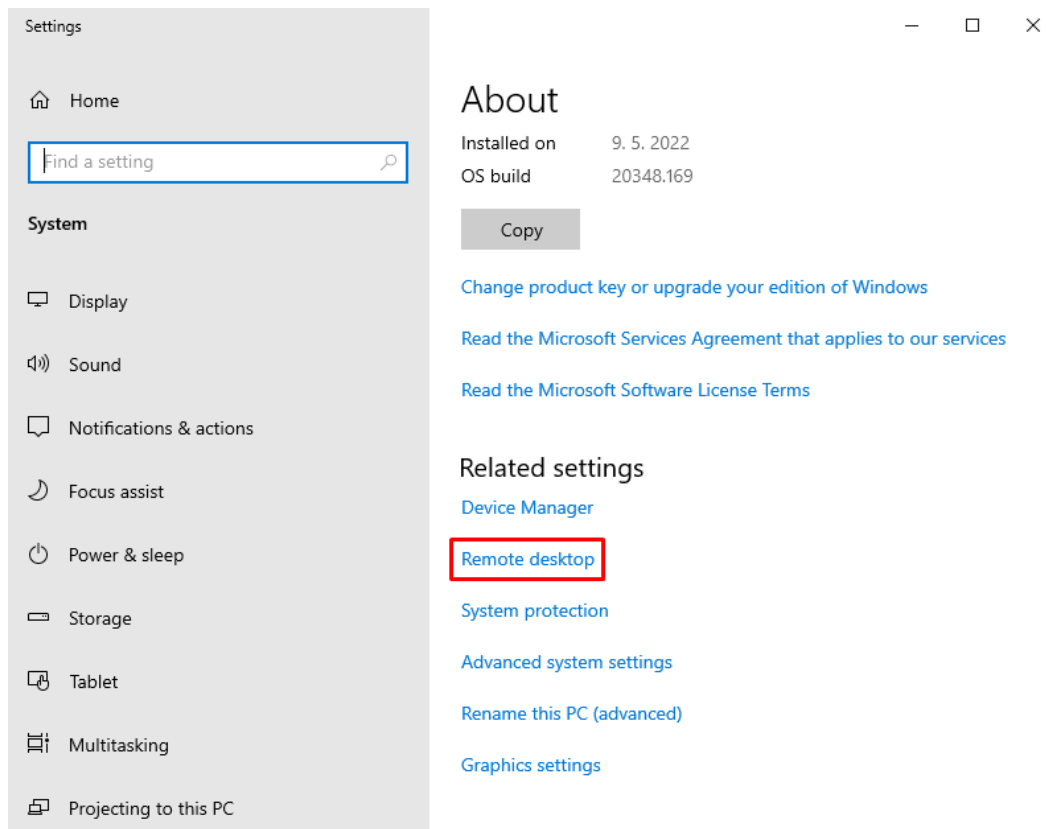 Settings
Home
Find a setting
System
Display
Sound
Notifications & actions
Focus assist
Power & sleep
Storage
Tablet
Multitasking
Projecting to this PC
About
Installed on 9. 5. 2022
OS build 20348.169
Copy
Change product key or upgrade your edition of Windows
Read the Microsoft Services Agreement that applies to our services
Read the Microsoft Software License Terms
Related settings
Device Manager
Remote desktop
System protection
Advanced system settings
Rename this PC (advanced)
Graphics settings